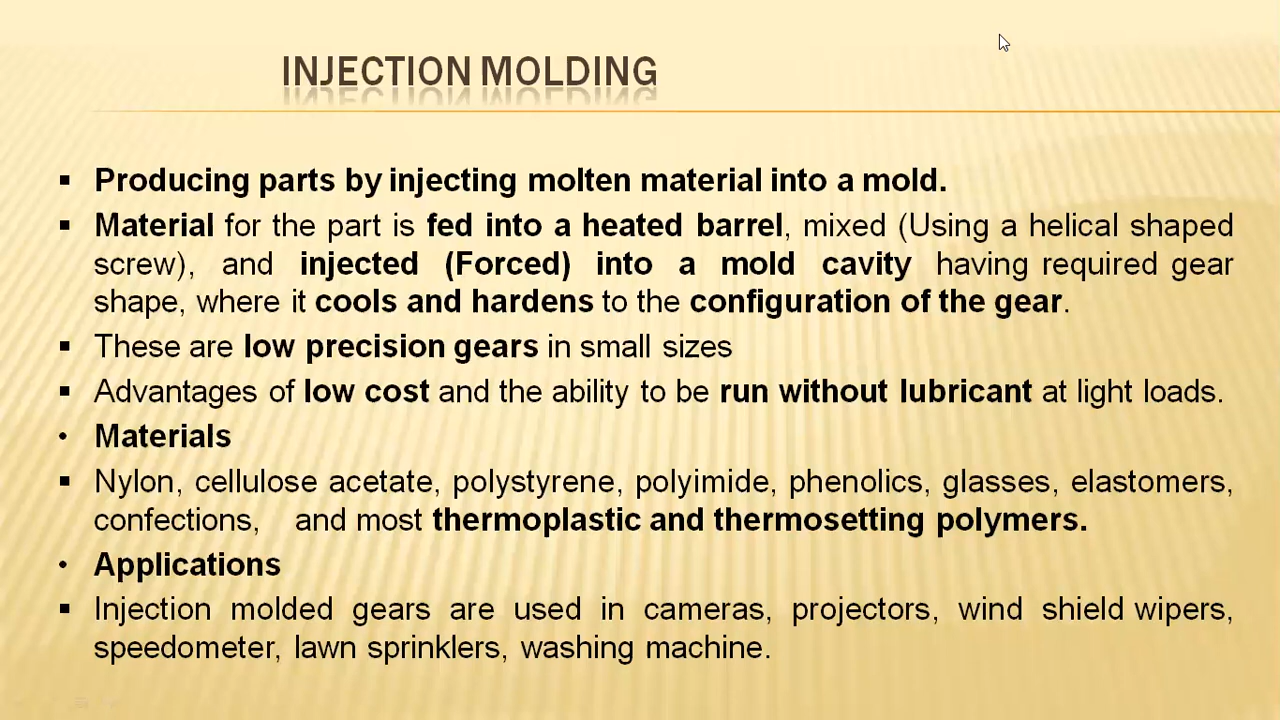 INJECTION MOLDING
▪ Producing parts by injecting molten material into a mold.
▪ Material for the part is fed into a heated barrel, mixed (Using a helical shaped
screw), and injected (Forced) into a mold cavity having required gear
shape, where it cools and hardens to the configuration of the gear.
▪ These are low precision gears in small sizes
▪ Advantages of low cost and the ability to be run without lubricant at light loads.
• Materials
▪ Nylon, cellulose acetate, polystyrene, polyimide, phenolics, glasses, elastomers,
confections, and most thermoplastic and thermosetting polymers.
• Applications
▪ Injection molded gears are used in cameras, projectors, wind shield wipers,
speedometer, lawn sprinklers, washing machine.